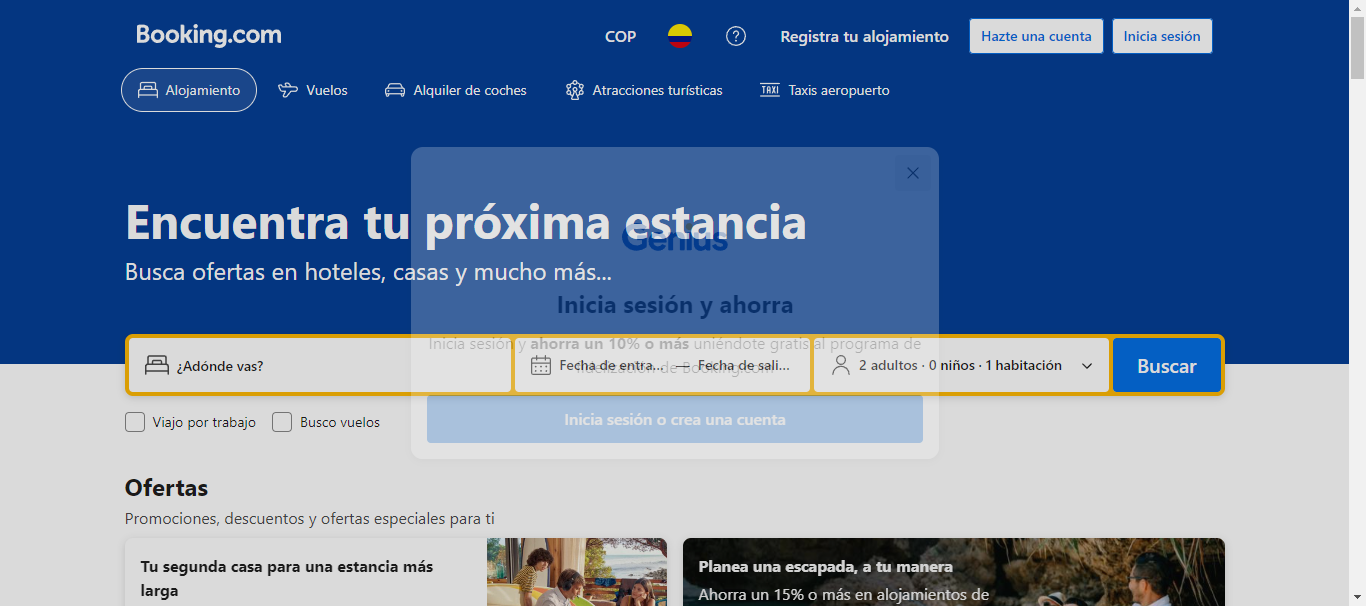 Booking.com
COP
Registra tu alojamiento
Hazte una cuenta
Inicia sesión
Alojamiento
Vuelos
Alquiler de coches
Atracciones turísticas
TAXI Taxis aeropuerto
Encuentra tu próxima estancia
Busca ofertas en hoteles, casas y mucho más...
Genius
Inicia sesión y ahorra
Inicia sesión y ahorra un 10% o más uniéndote gratis al programa de
fidelización de Booking.com
Inicia sesión o crea una cuenta
¿Adónde vas?
Fecha de entra... — Fecha de sali...
2 adultos · 0 niños · 1 habitación
Buscar
Viajo por trabajo
Busco vuelos
Ofertas
Promociones, descuentos y ofertas especiales para ti
Tu segunda casa para una estancia más
larga
Planea una escapada, a tu manera
Ahorra un 15% o más en alojamientos de